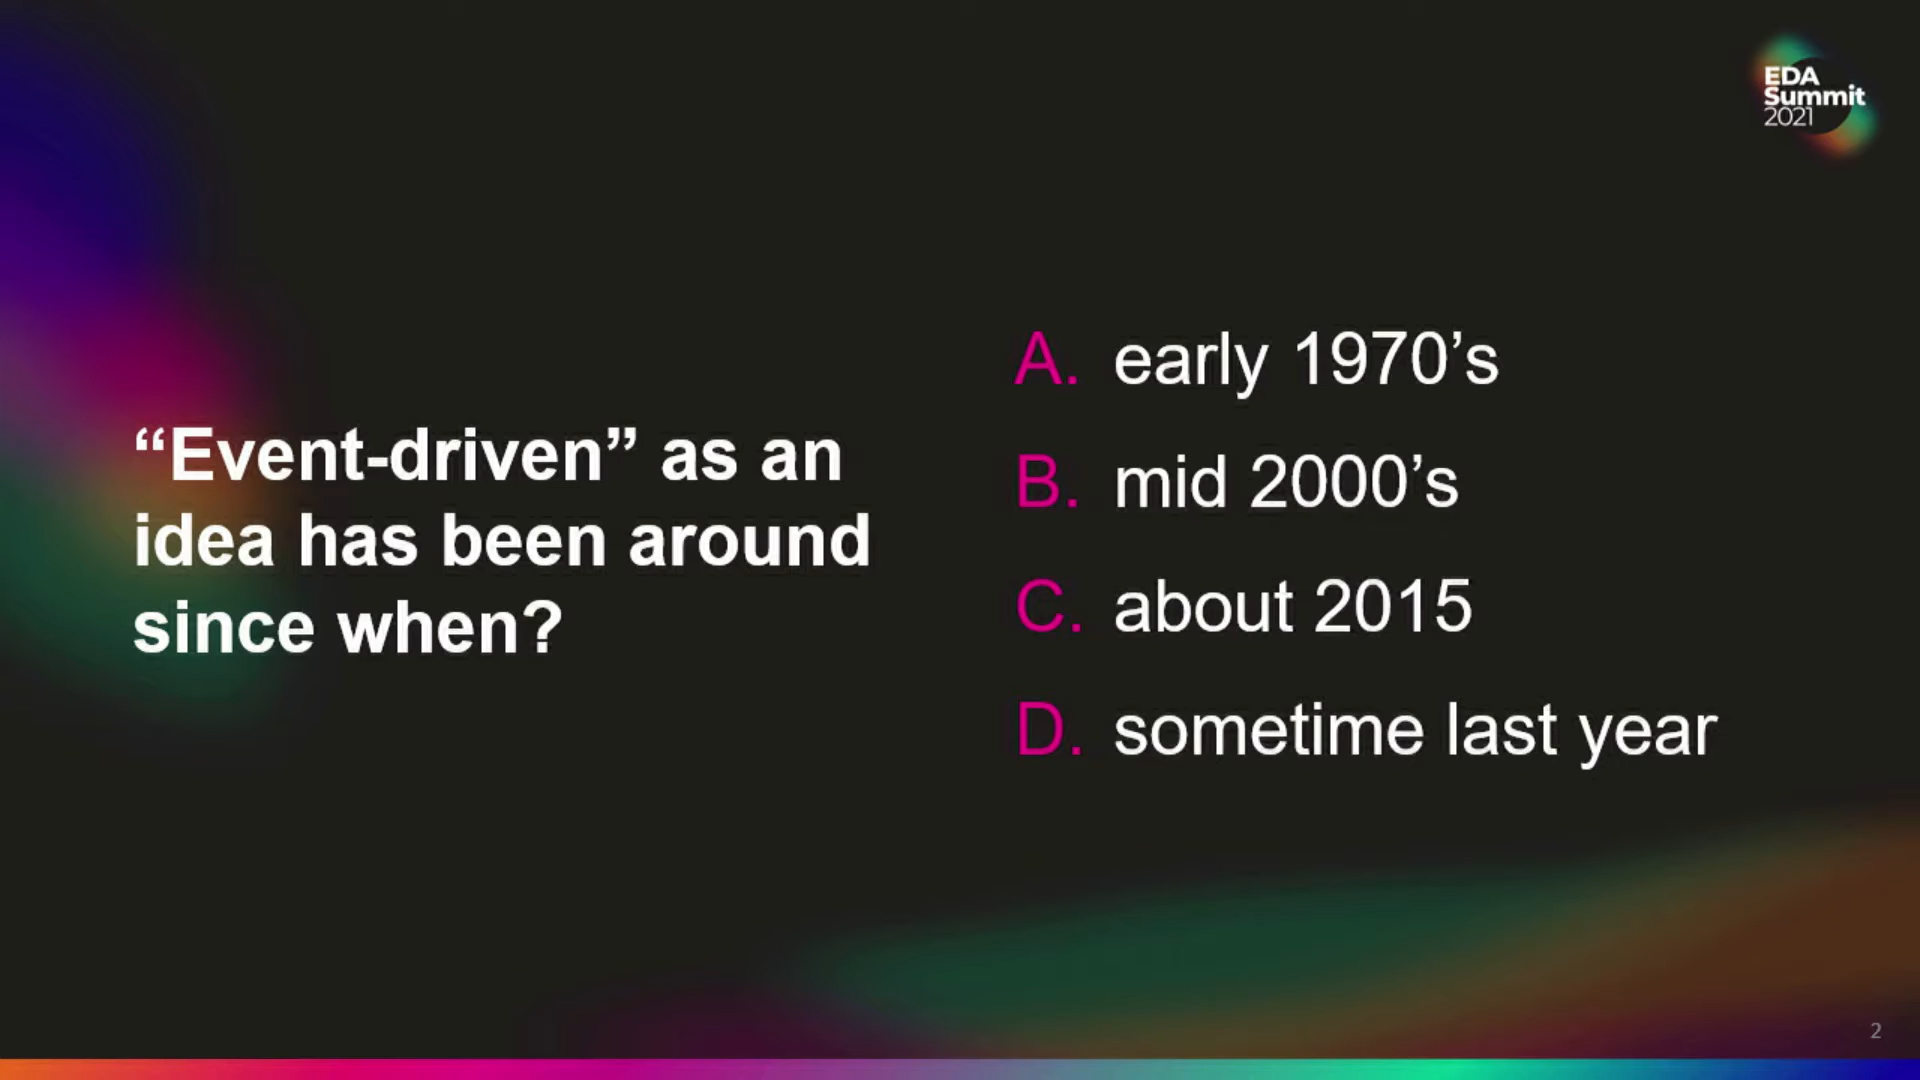 EDA
Summit
2021
“Event-driven” as an
idea has been around
since when?
A. early 1970’s
B. mid 2000’s
C. about 2015
D. sometime last year
2